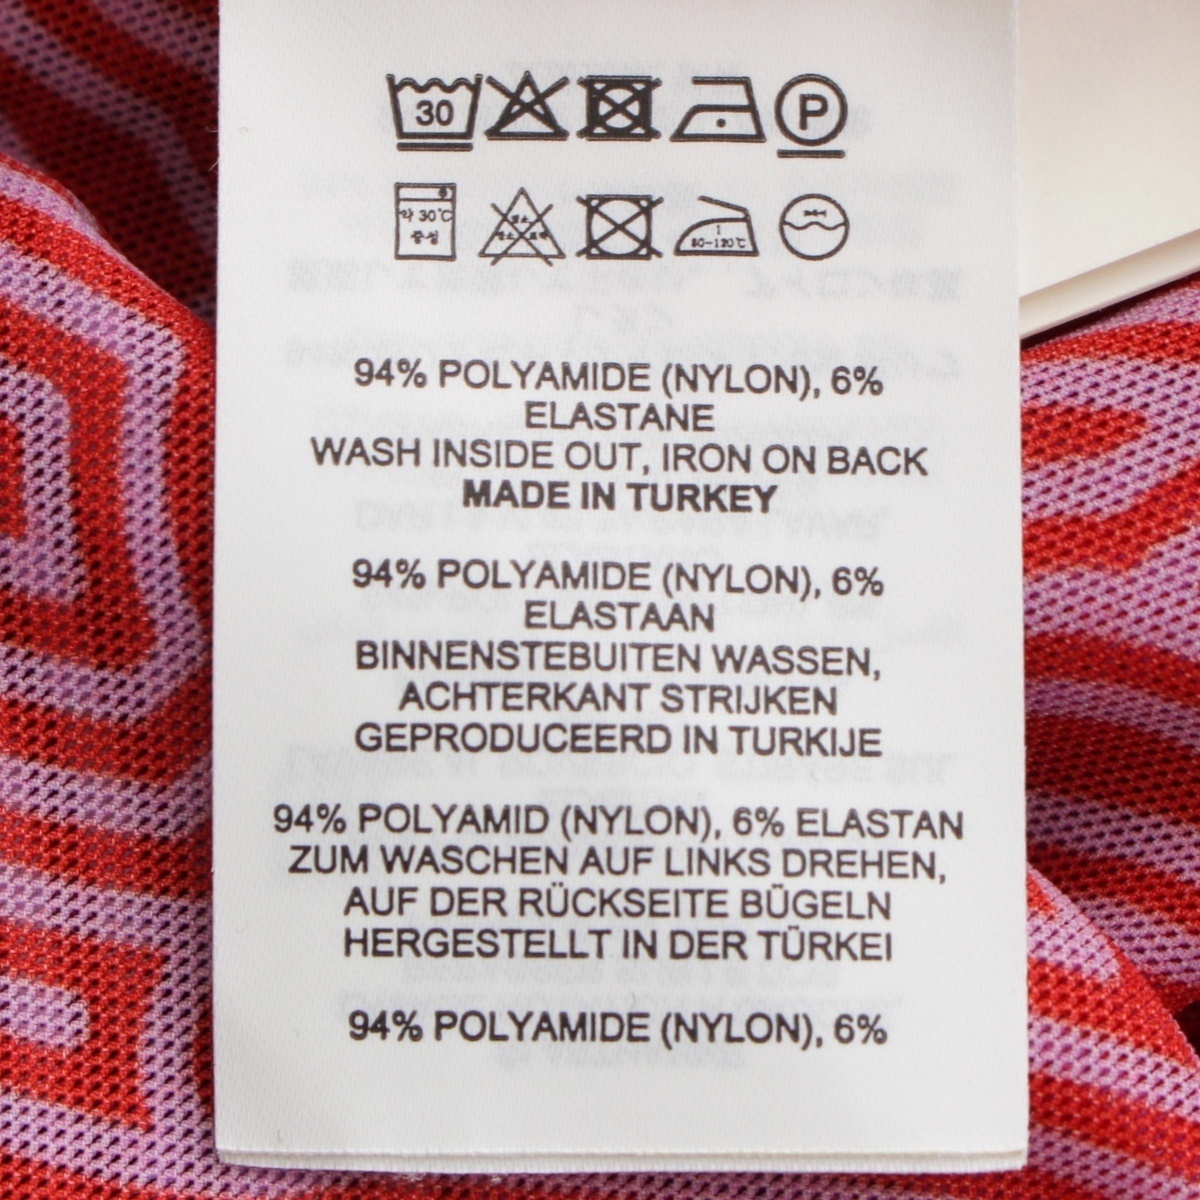 30 P
약 30℃
중성
80-120℃
94% POLYAMIDE (NYLON), 6%
ELASTANE
WASH INSIDE OUT, IRON ON BACK
MADE IN TURKEY
94% POLYAMIDE (NYLON), 6%
ELASTAAN
BINNENSTEBUITEN WASSEN,
ACHTERKANT STRIJKEN
GEPRODUCEERD IN TURKIJE
94% POLYAMID (NYLON), 6% ELASTAN
ZUM WASCHEN AUF LINKS DREHEN,
AUF DER RÜCKSEITE BÜGELN
HERGESTELLT IN DER TÜRKEI
94% POLYAMIDE (NYLON), 6%